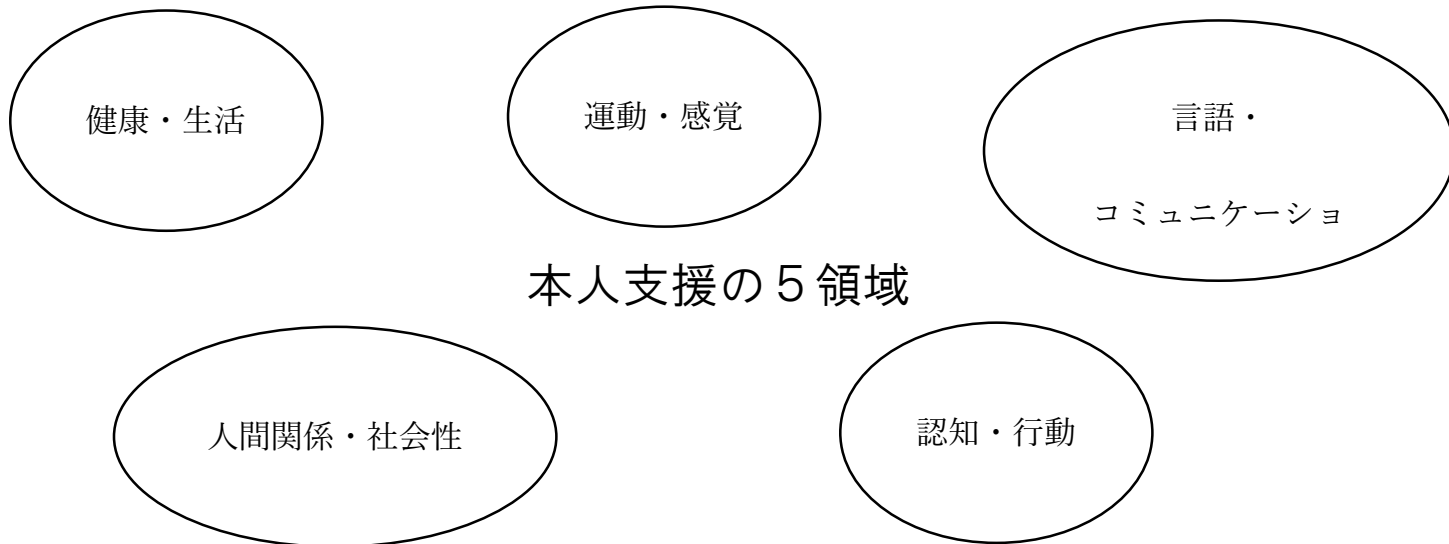 健康・生活
運動・感覚
言語・
コミュニケーショ
本人支援の５領域
人間関係・社会性
認知・行動